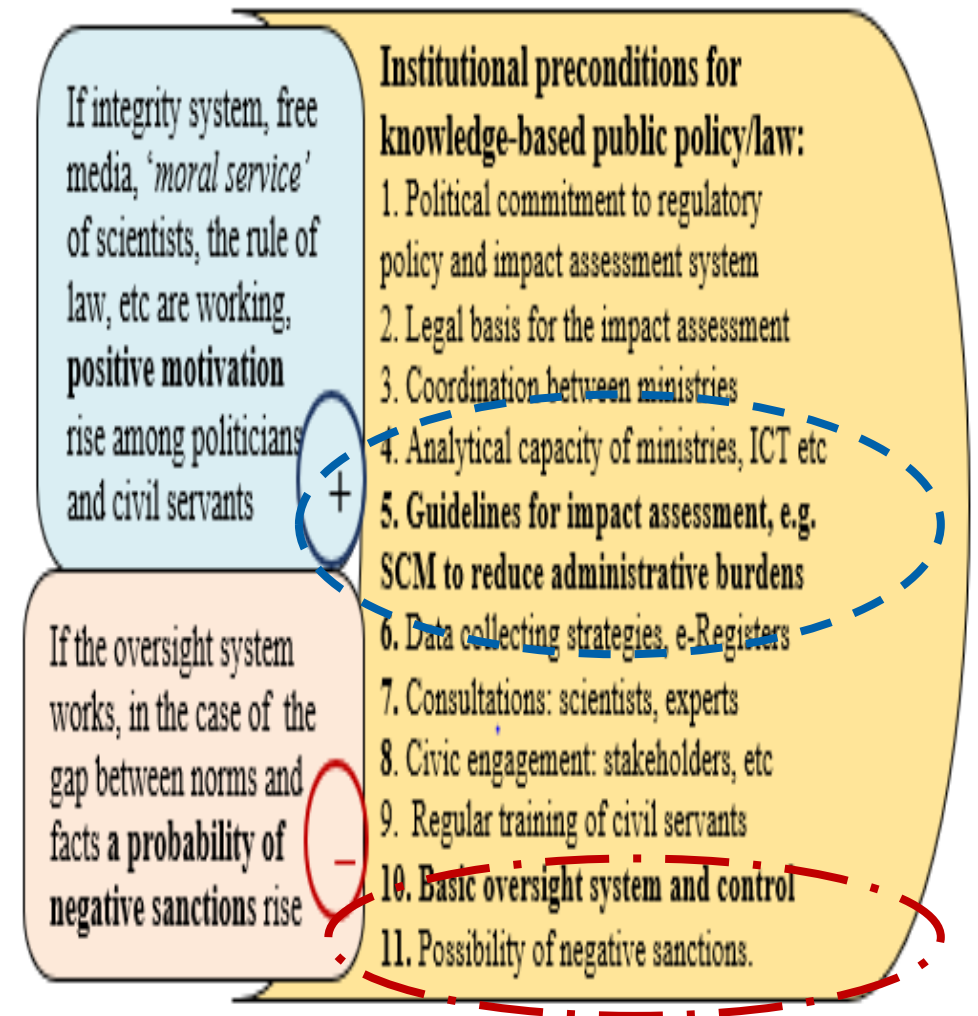 If integrity system, free
media, ‘moral service’
of scientists, the rule of
law, etc are working,
positive motivation
rise among politicians
and civil servants
+
If the oversight system
works, in the case of the
gap between norms and
facts a probability of
negative sanctions rise
–
Institutional preconditions for
knowledge-based public policy/law:
1. Political commitment to regulatory
policy and impact assessment system
2. Legal basis for the impact assessment
3. Coordination between ministries
4. Analytical capacity of ministries, ICT etc
5. Guidelines for impact assessment, e.g.
SCM to reduce administrative burdens
6. Data collecting strategies, e-Registers
7. Consultations: scientists, experts
8. Civic engagement: stakeholders, etc
9. Regular training of civil servants
10. Basic oversight system and control
11. Possibility of negative sanctions.